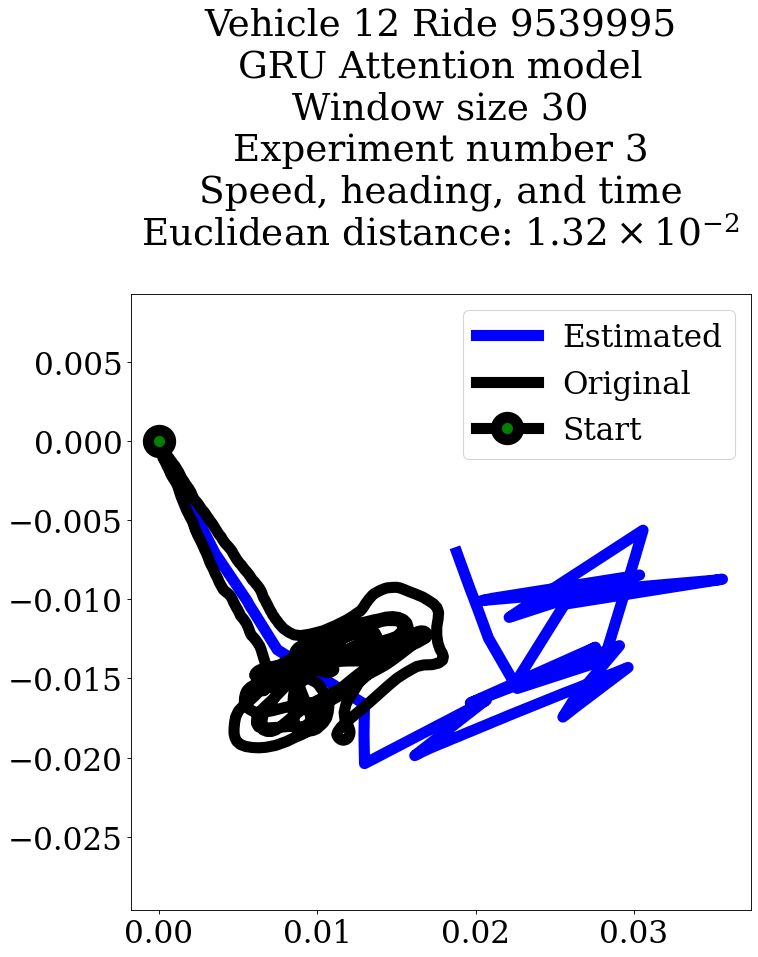 Vehicle 12 Ride 9539995
GRU Attention model
Window size 30
Experiment number 3
Speed, heading, and time
Euclidean distance: 1.32 × 10⁻²
Estimated
Original
Start
0.005
0.000
−0.005
−0.010
−0.015
−0.020
−0.025
0.00 0.01 0.02 0.03